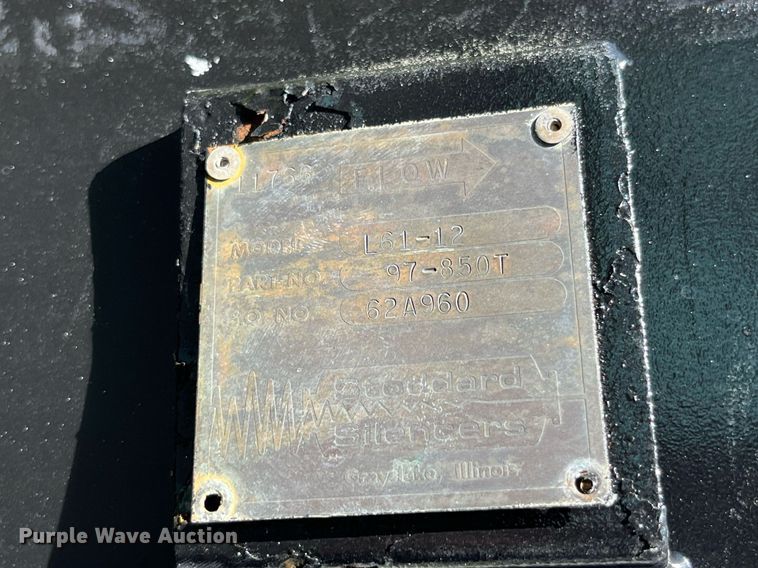 FLOW
MODEL L61-12
PART NO 97-850T
SO NO 62A960
Stoddard
Silencers
Grayslake, Illinois
Purple Wave Auction